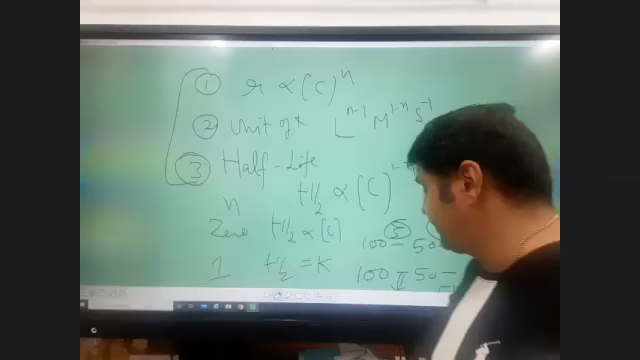 ① r ∝ (C)^n
② Unit of k L^n-1 M^1-n S^-1
③ Half-Life
n t1/2 ∝ (C)^1-
Zero t1/2 ∝ (C) 100 – 50
I t1/2 = K 100 – 50 –